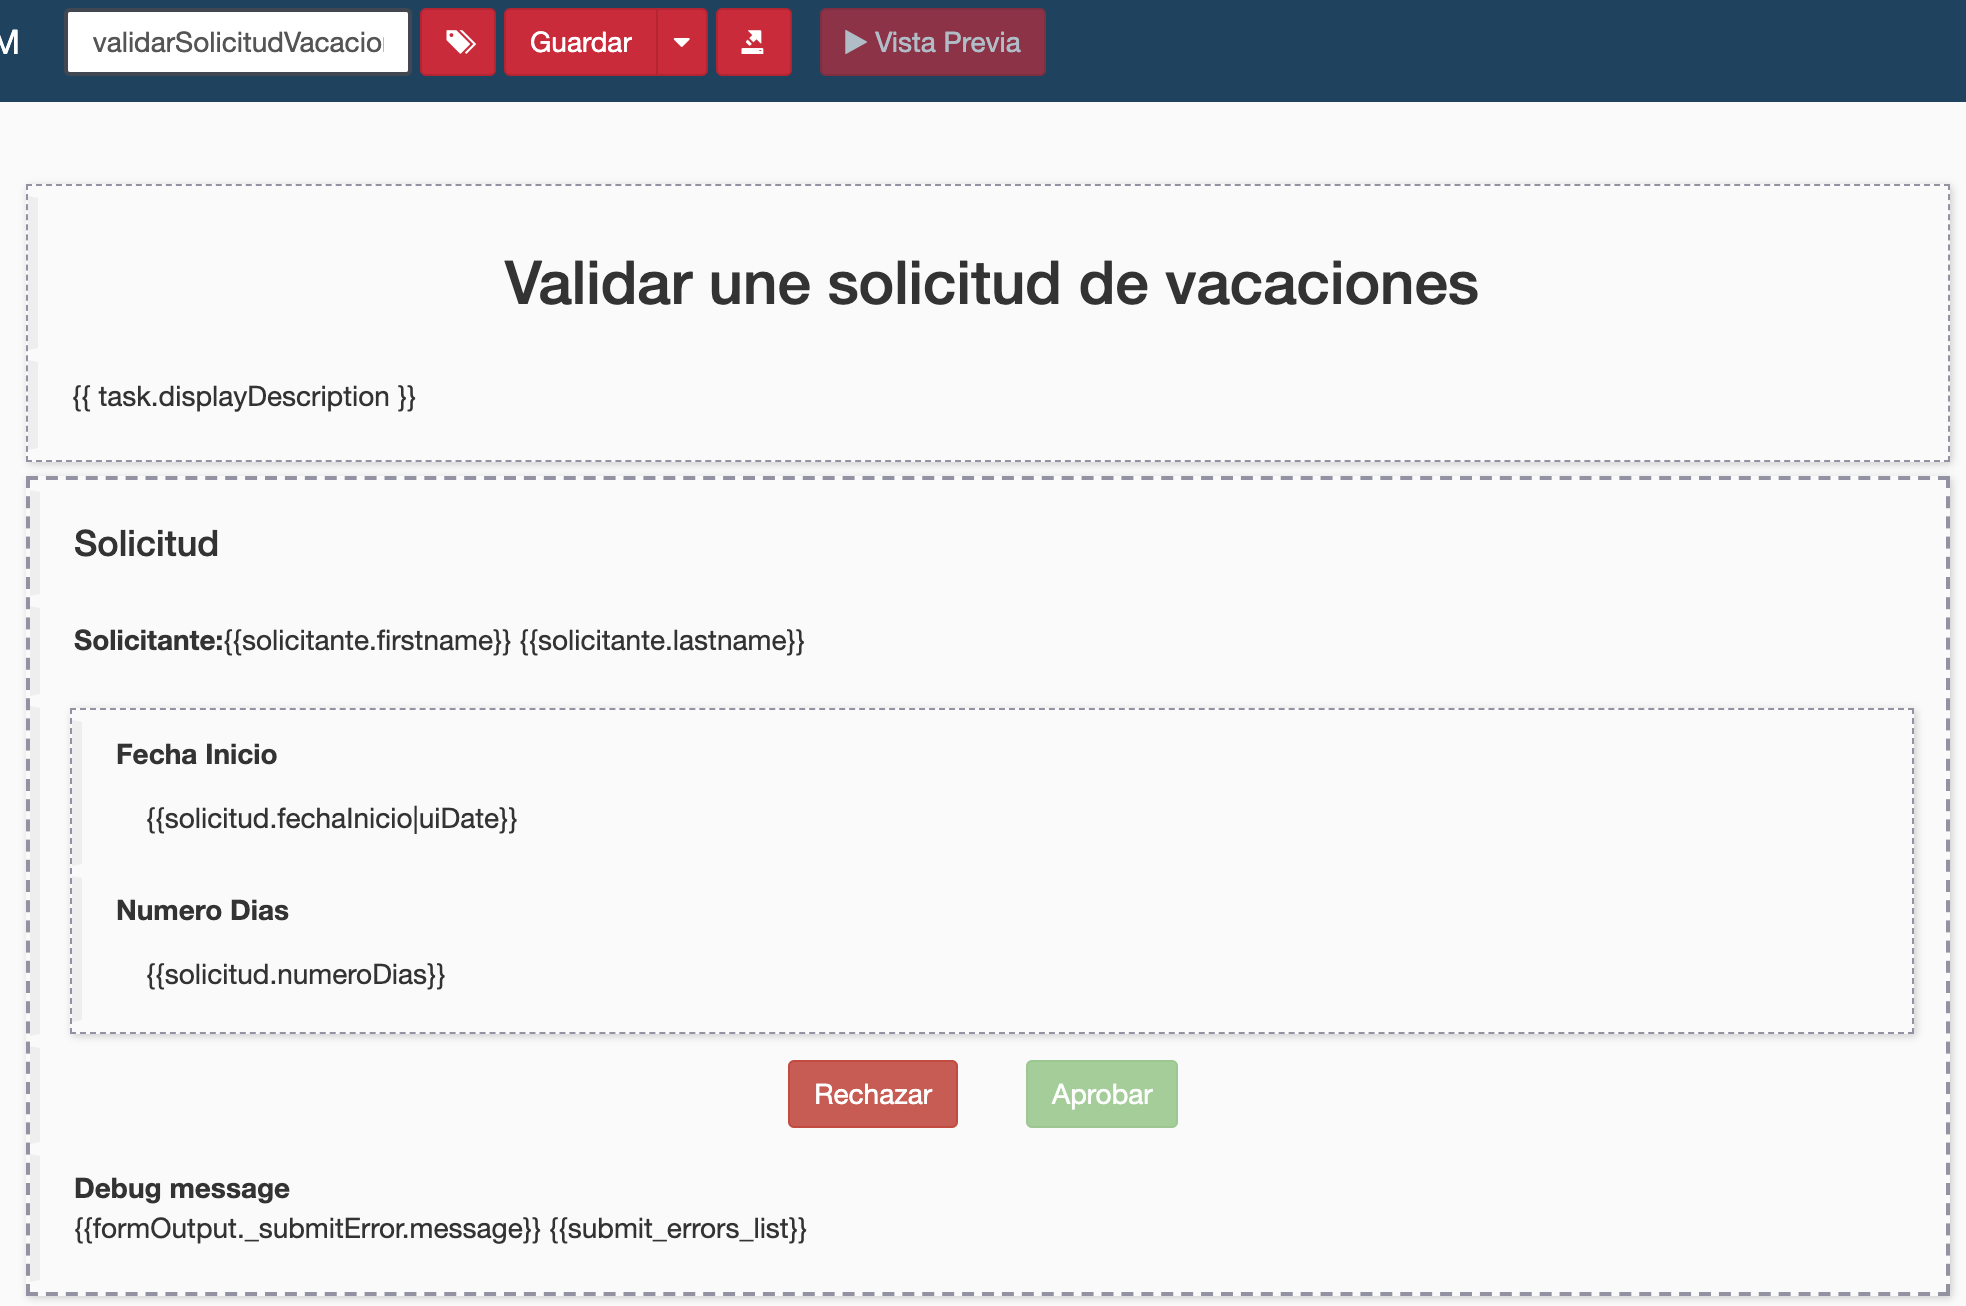 M validarSolicitudVacacio Guardar Vista Previa
Validar une solicitud de vacaciones
{{ task.displayDescription }}
Solicitud
Solicitante:{{solicitante.firstname}} {{solicitante.lastname}}
Fecha Inicio
{{solicitud.fechaInicio|uiDate}}
Numero Dias
{{solicitud.numeroDias}}
Rechazar Aprobar
Debug message
{{formOutput._submitError.message}} {{submit_errors_list}}